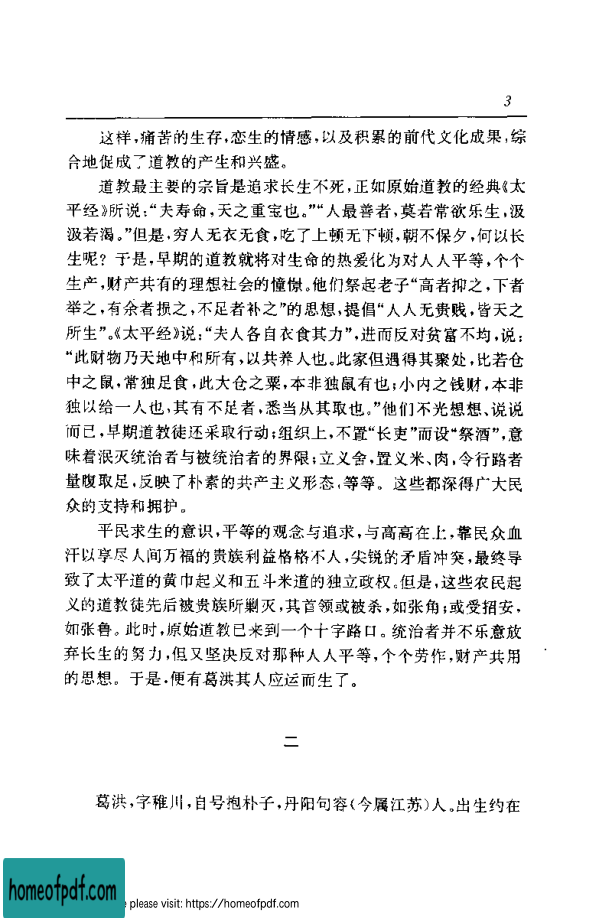 3
这样,痛苦的生存,恋生的情感,以及积累的前代文化成果,综
合地促成了道教的产生和兴盛。
道教最主要的宗旨是追求长生不死,正如原始道教的经典《太
平经》所说:“夫寿命,天之重宝也。”“人最善者,莫若常欲乐生,汲
汲若渴。”但是,穷人无衣无食,吃了上顿无下顿,朝不保夕,何以长
生呢? 于是,早期的道教就将对生命的热爱化为对人人平等,个个
生产,财产共有的理想社会的憧憬。他们祭起老子“高者抑之,下者
举之,有余者损之,不足者补之”的思想,提倡“人人无贵贱,皆天之
所生”。《太平经》说:“夫人各自衣食其力”,进而反对贫富不均,说:
“此财物乃天地中和所有,以共养人也。此家但遇得其聚处,比若仓
中之鼠,常独足食,此大仓之粟,本非独鼠有也;小内之钱财,本非
独以给一人也,其有不足者,悉当从其取也。”他们不光想想、说说
而已,早期道教徒还采取行动:组织上,不置“长吏”而设“祭酒”,意
味着泯灭统治者与被统治者的界限;立义舍,置义米、肉,令行路者
量腹取足,反映了朴素的共产主义形态,等等。 这些都深得广大民
众的支持和拥护。
平民求生的意识,平等的观念与追求,与高高在上,靠民众血
汗以享尽人间万福的贵族利益格格不入,尖锐的矛盾冲突,最终导
致了太平道的黄巾起义和五斗米道的独立政权。但是,这些农民起
义的道教徒先后被贵族所剿灭,其首领或被杀,如张角;或受招安,
如张鲁。此时,原始道教已来到一个十字路口。统治者并不乐意放
弃长生的努力,但又坚决反对那种人人平等,个个劳作,财产共用
的思想。于是,便有葛洪其人应运而生了。
二
葛洪,字稚川,自号抱朴子,丹阳句容(今属江苏)人。出生约在
homeofpdf.com
please visit: https://homeofpdf.com